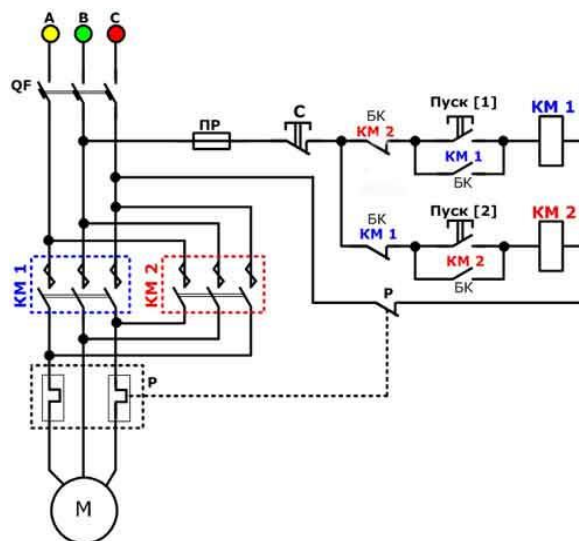 A B C
QF
ПР
С
БК
КМ 2
Пуск [1]
КМ 1
КМ 1
БК
БК
КМ 1
Пуск [2]
КМ 2
КМ 2
БК
КМ 1
КМ 2
Р
Р
М